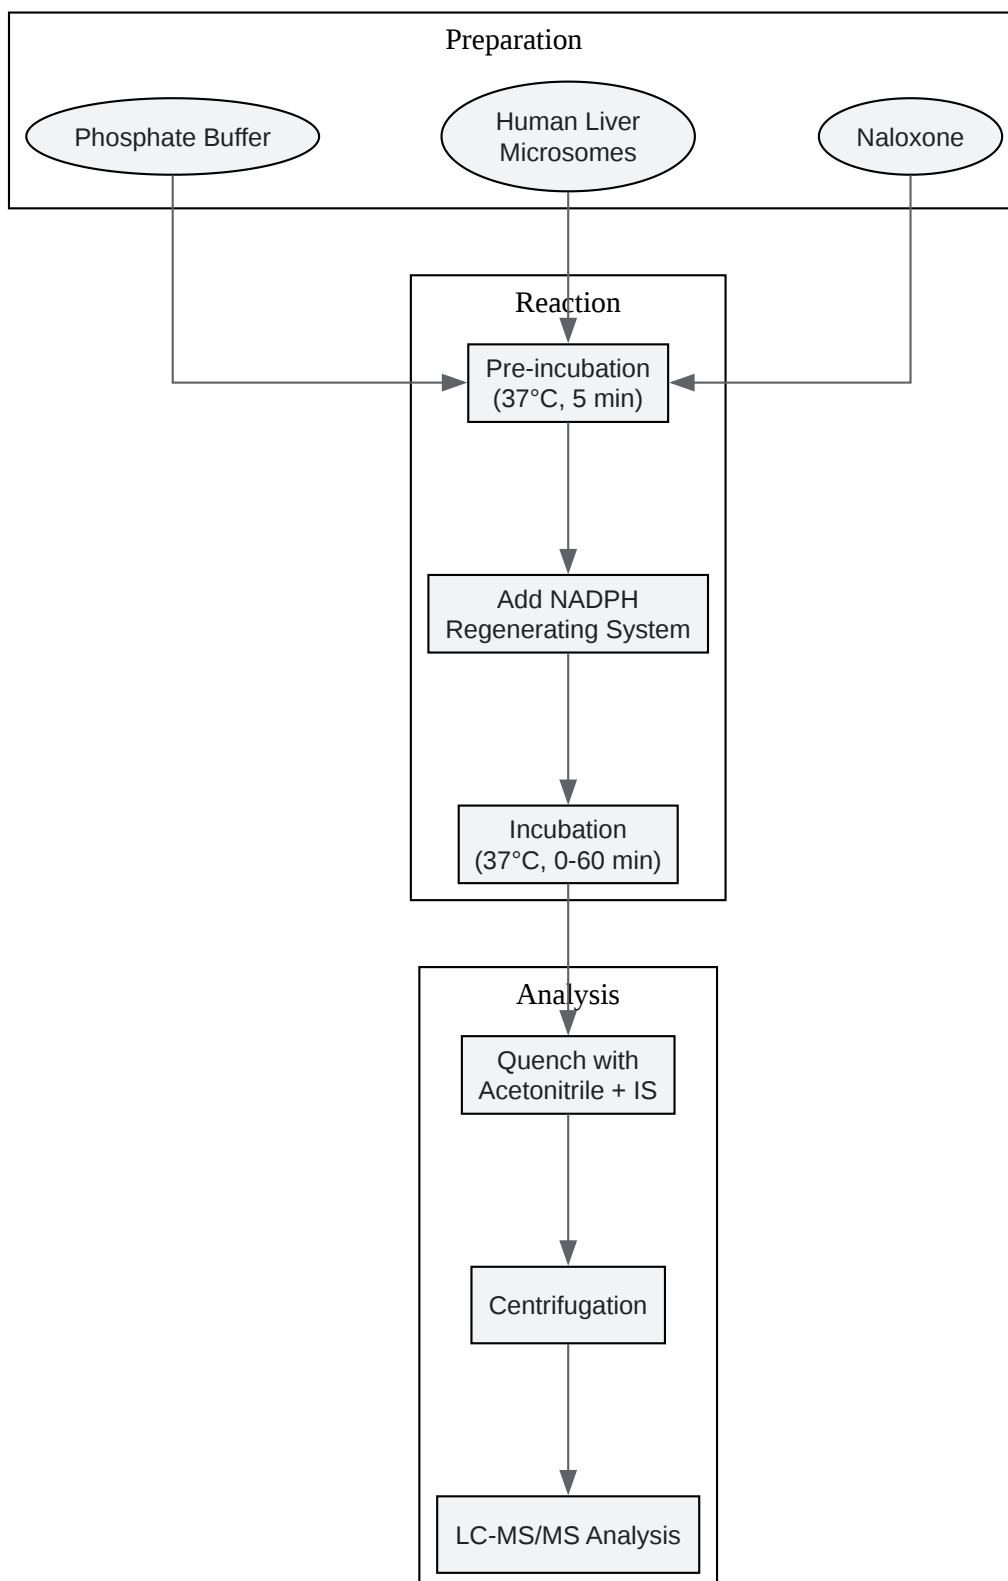 Preparation
Phosphate Buffer
Human Liver
Microsomes
Naloxone
Reaction
Pre-incubation
(37°C, 5 min)
Add NADPH
Regenerating System
Incubation
(37°C, 0-60 min)
Analysis
Quench with
Acetonitrile + IS
Centrifugation
LC-MS/MS Analysis